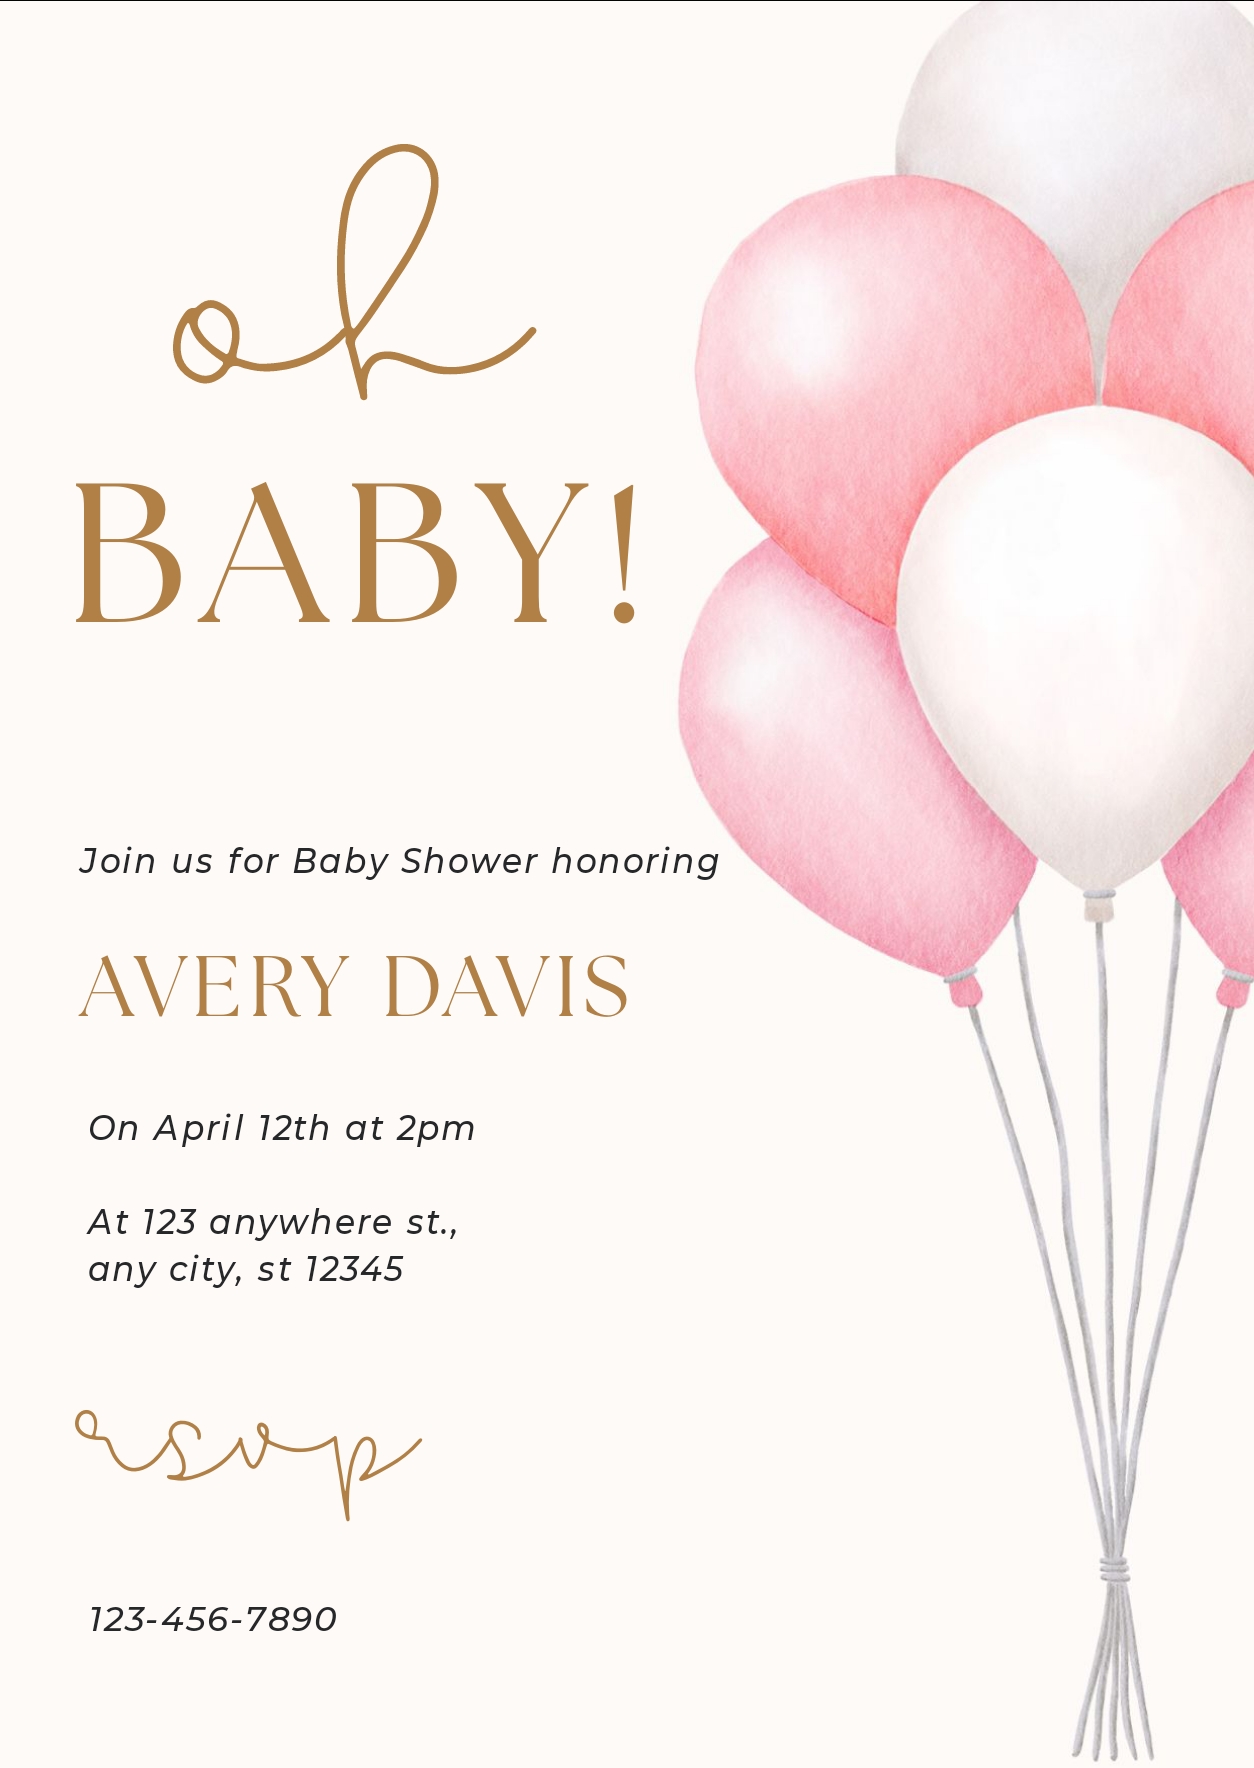 oh
BABY!
Join us for Baby Shower honoring
AVERY DAVIS
On April 12th at 2pm
At 123 anywhere st.,
any city, st 12345
rsvp
123-456-7890